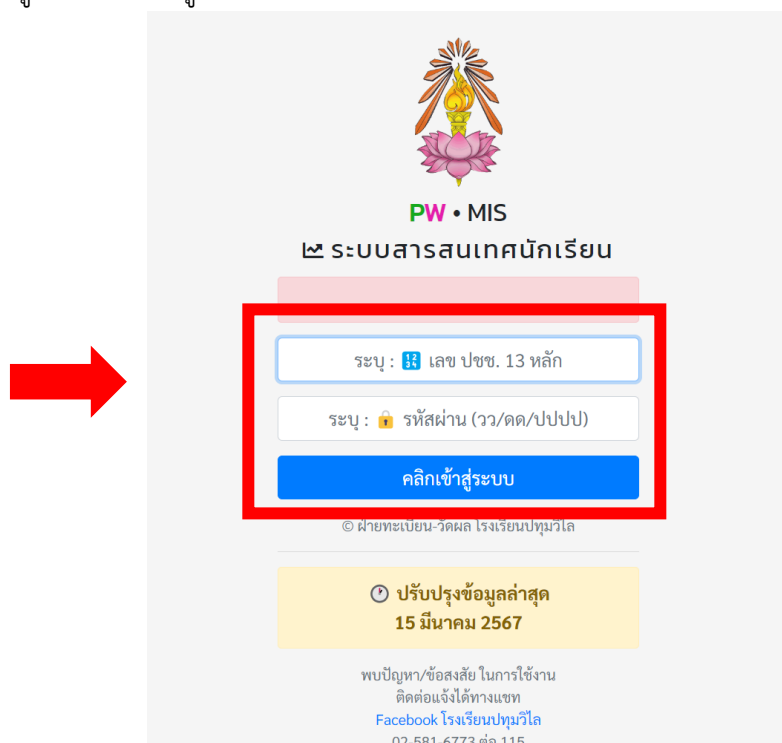 PW • MIS
ระบบสารสนเทศนักเรียน
ระบุ : 🔢 เลข ปชช. 13 หลัก
ระบุ : 🔒 รหัสผ่าน (วว/ดด/ปปปป)
คลิกเข้าสู่ระบบ
© ฝ่ายทะเบียน-วัดผล โรงเรียนปทุมวิไล
ปรับปรุงข้อมูลล่าสุด
15 มีนาคม 2567
พบปัญหา/ข้อสงสัย ในการใช้งาน
ติดต่อแจ้งได้ทางแชท
Facebook โรงเรียนปทุมวิไล
02-581-6773 ต่อ 115